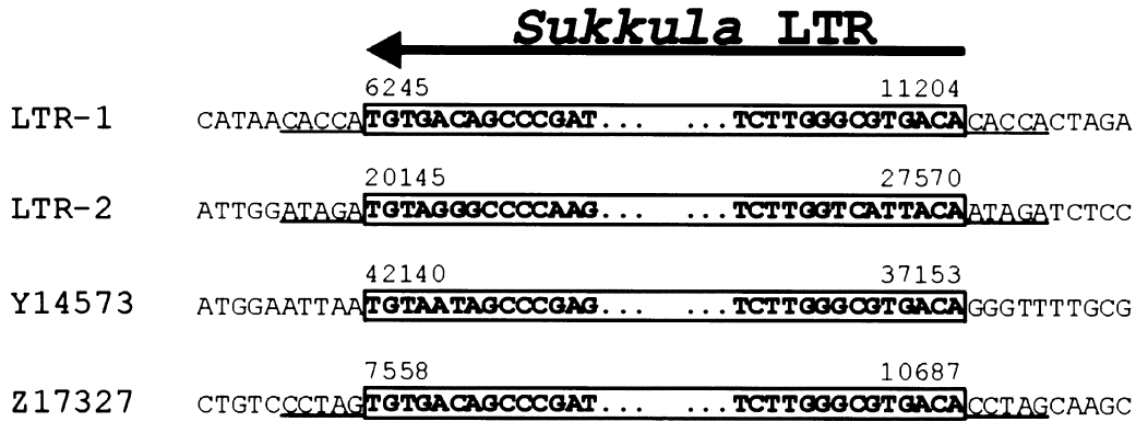 Sukkula LTR
6245 11204
LTR-1 CATAACACCATGTGACAGCCCGAT... ...TCTTGGGCGTGACACACCACTAGA
20145 27570
LTR-2 ATTGGATAGATGTAGGGCCCCAAG... ...TCTTGGTCATTACAATAGATCTCC
42140 37153
Y14573 ATGGAATTAATGTAATAGCCCGAG... ...TCTTGGGCGTGACAGGGTTTTGCG
7558 10687
Z17327 CTGTCCCTAGTGTGACAGCCCGAT... ...TCTTGGGCGTGACACCTAGCAAGC